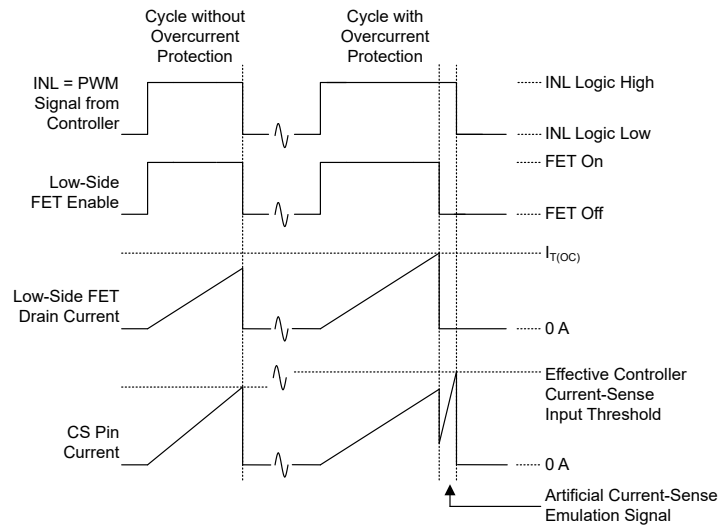 Cycle without
Overcurrent
Protection
Cycle with
Overcurrent
Protection
INL = PWM
Signal from
Controller
INL Logic High
INL Logic Low
Low-Side
FET Enable
FET On
FET Off
Low-Side FET
Drain Current
I_T(OC)
0 A
CS Pin
Current
Effective Controller
Current-Sense
Input Threshold
0 A
Artificial Current-Sense
Emulation Signal